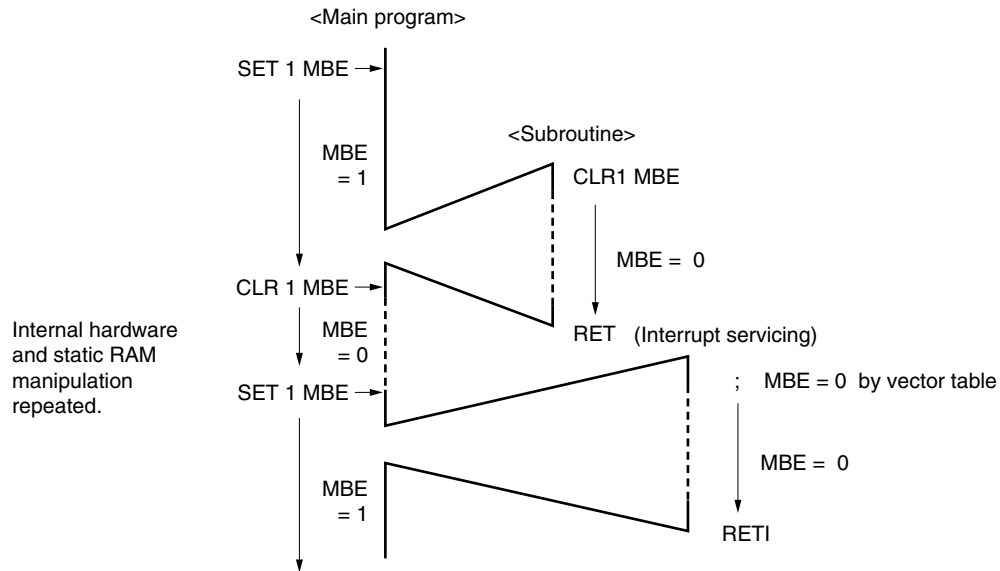 <Main program>
SET 1 MBE
<Subroutine>
MBE
= 1
CLR1 MBE
MBE = 0
CLR 1 MBE
Internal hardware
and static RAM
manipulation
repeated.
MBE
= 0
RET (Interrupt servicing)
SET 1 MBE
; MBE = 0 by vector table
MBE = 0
MBE
= 1
RETI